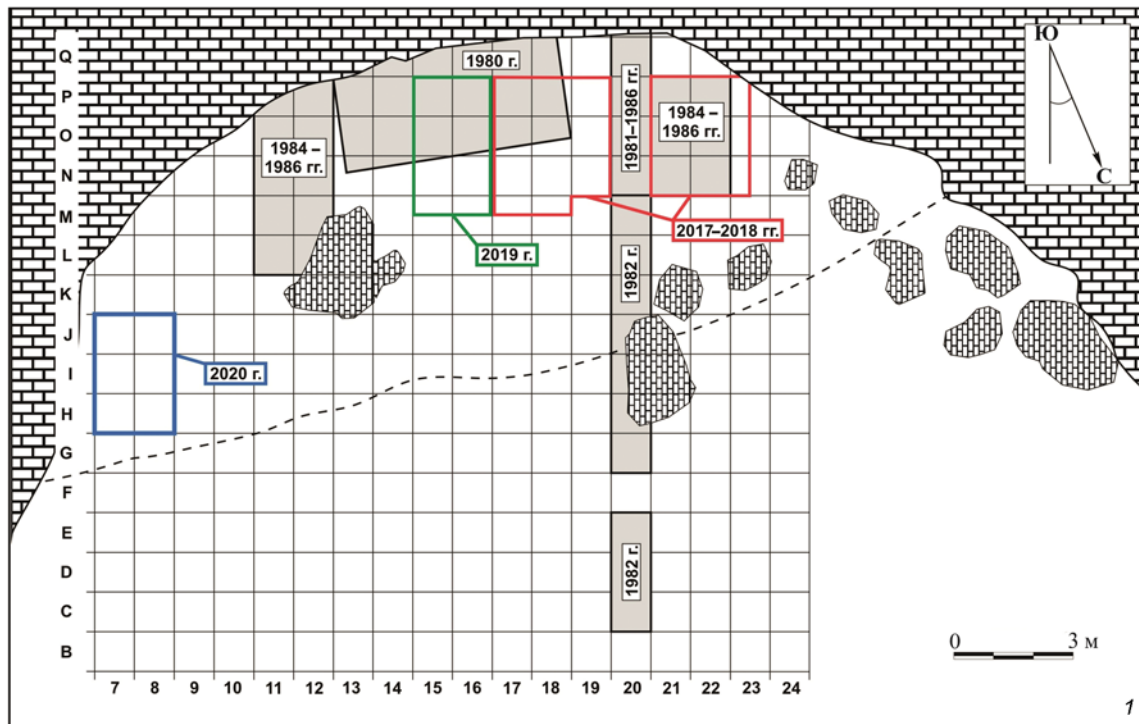 Ю
С
Q
1980 г.
P
O
N
M
L
K
J
I
H
G
F
E
D
C
B
1984 –
1986 гг.
1981–1986 гг.
1984 –
1986 гг.
2017–2018 гг.
2019 г.
1982 г.
2020 г.
1982 г.
0 3 м
7 8 9 10 11 12 13 14 15 16 17 18 19 20 21 22 23 24
1